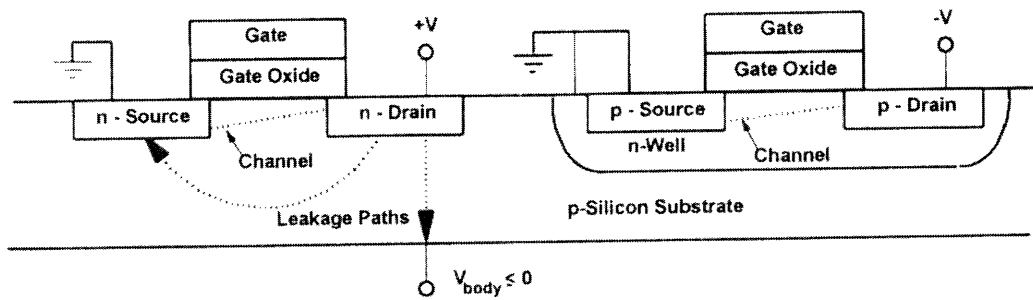 Gate
Gate Oxide
+V
n - Source
n - Drain
Channel
Leakage Paths
Gate
Gate Oxide
-V
p - Source
p - Drain
n-Well
Channel
p-Silicon Substrate
V_body ≤ 0